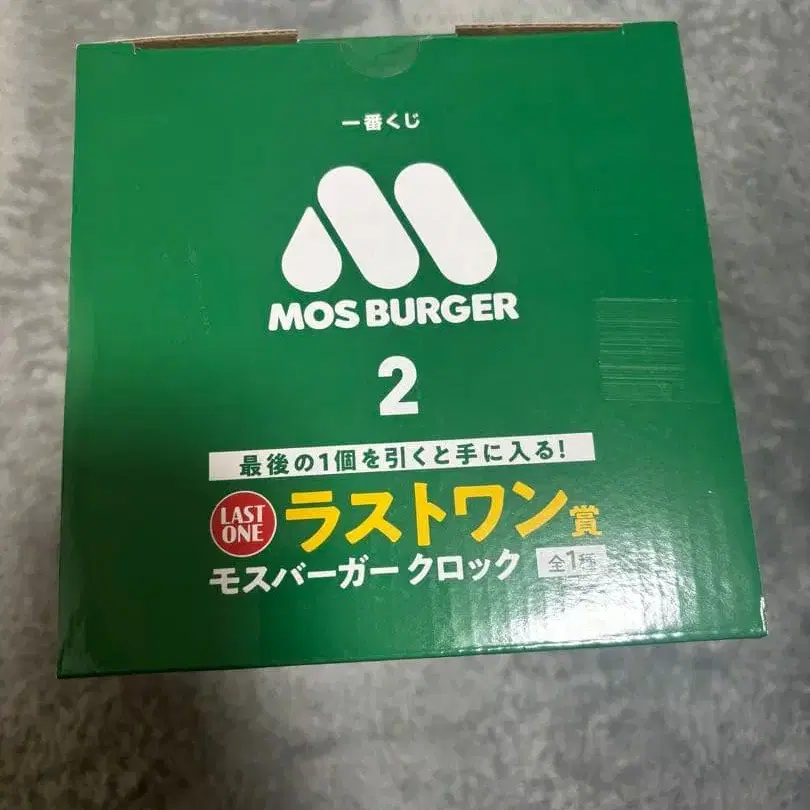 一番くじ
MOS BURGER
2
最後の1個を引くと手に入る!
LAST ONE ラストワン賞
モスバーガー クロック 全1種